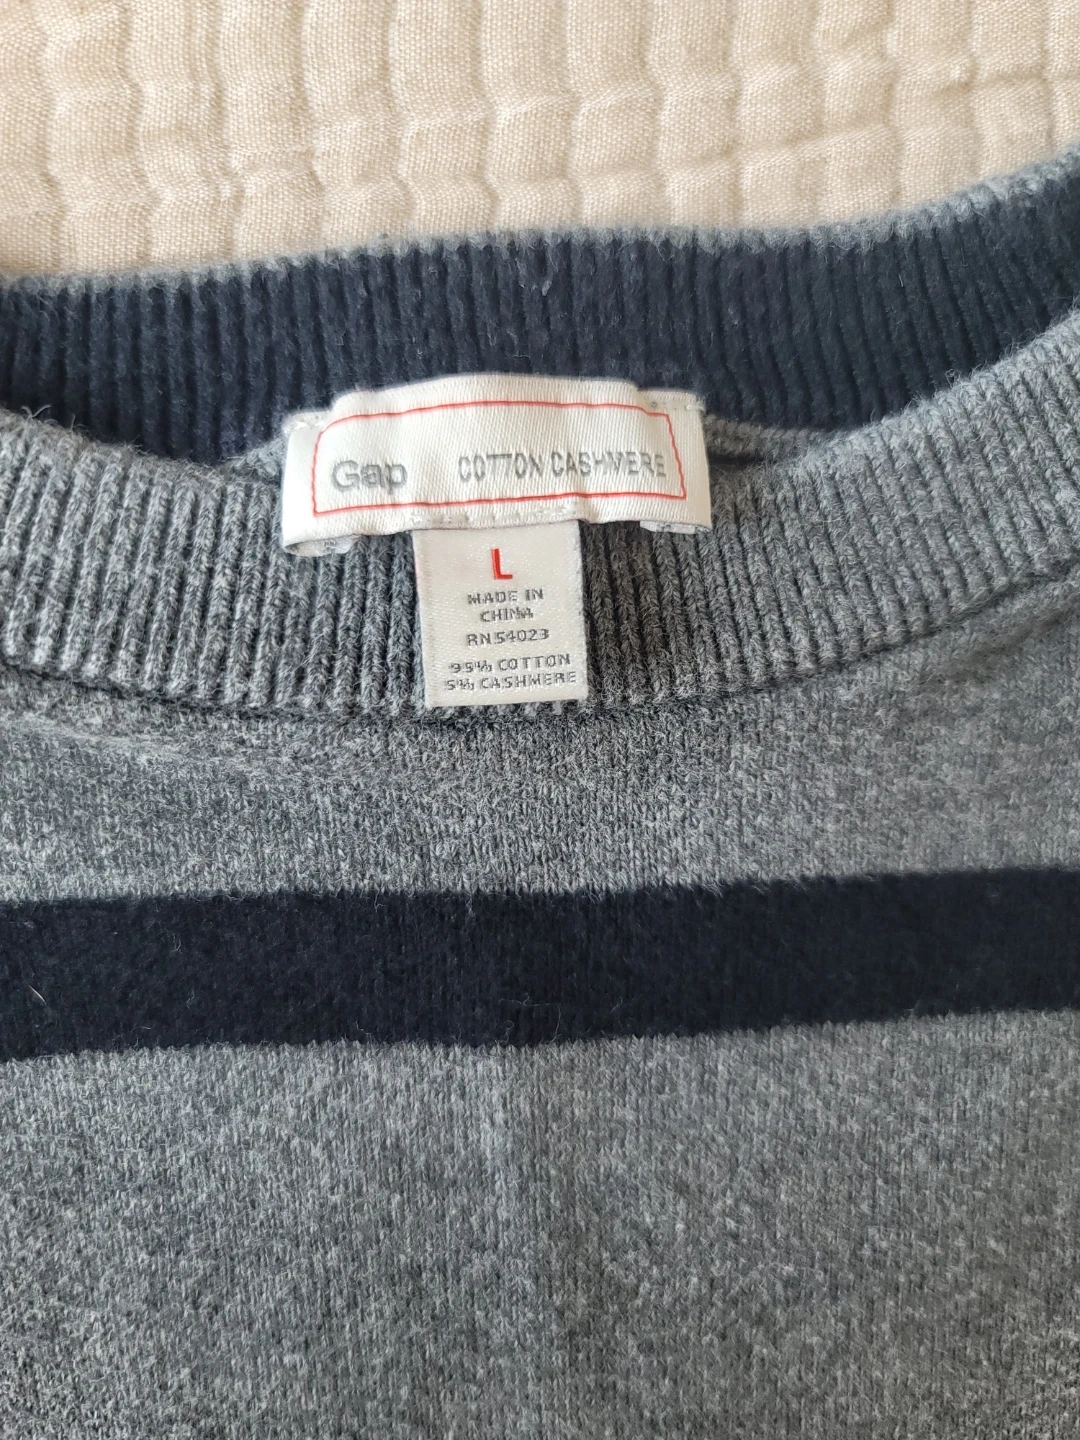 Gap COTTON CASHMERE
L
MADE IN
CHINA
RN54023
95% COTTON
5% CASHMERE